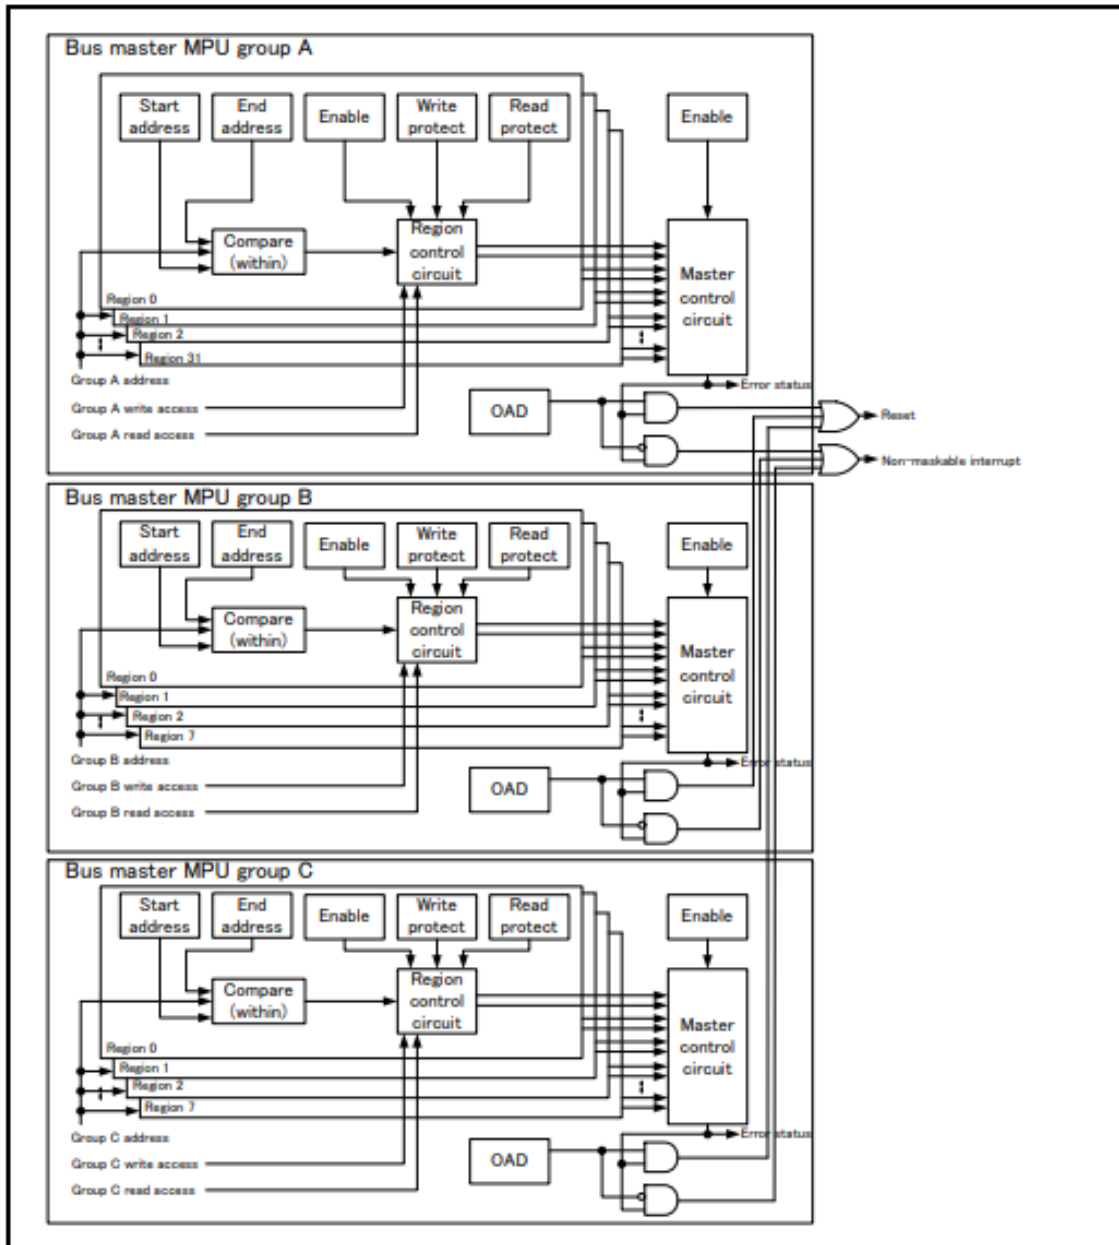 Bus master MPU group A
Start address
End address
Enable
Write protect
Read protect
Enable
Compare (within)
Region control circuit
Master control circuit
Region 0
Region 1
Region 2
Region 31
Group A address
Group A write access
Group A read access
OAD
Error status
Reset
Non-maskable interrupt
Bus master MPU group B
Start address
End address
Enable
Write protect
Read protect
Enable
Compare (within)
Region control circuit
Master control circuit
Region 0
Region 1
Region 2
Region 7
Group B address
Group B write access
Group B read access
OAD
Error status
Bus master MPU group C
Start address
End address
Enable
Write protect
Read protect
Enable
Compare (within)
Region control circuit
Master control circuit
Region 0
Region 1
Region 2
Region 7
Group C address
Group C write access
Group C read access
OAD
Error status